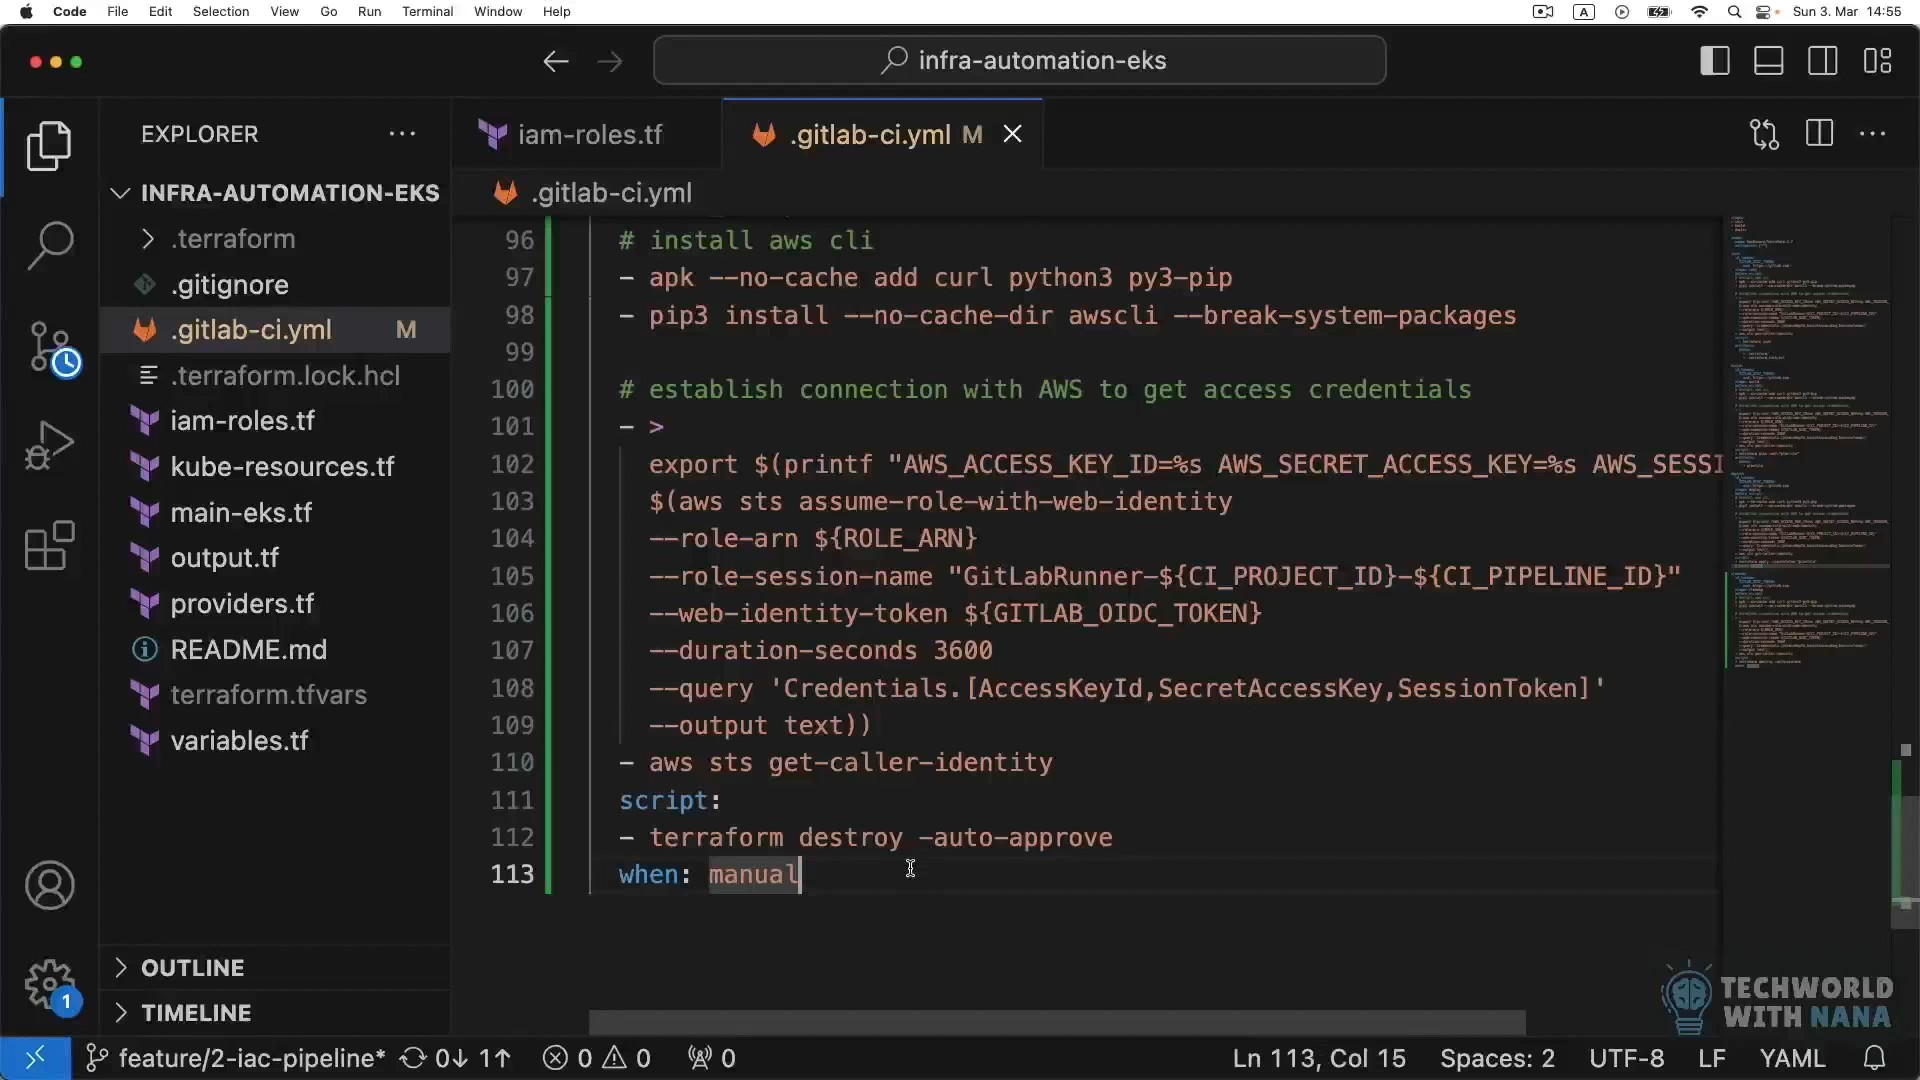 Code File Edit Selection View Go Run Terminal Window Help
A
Sun 3. Mar 14:55
infra-automation-eks
EXPLORER
INFRA-AUTOMATION-EKS
.terraform
.gitignore
.gitlab-ci.yml M
.terraform.lock.hcl
iam-roles.tf
kube-resources.tf
main-eks.tf
output.tf
providers.tf
README.md
terraform.tfvars
variables.tf
OUTLINE
TIMELINE
1
iam-roles.tf
.gitlab-ci.yml M
.gitlab-ci.yml
96 # install aws cli
97 - apk --no-cache add curl python3 py3-pip
98 - pip3 install --no-cache-dir awscli --break-system-packages
99
100 # establish connection with AWS to get access credentials
101 - >
102 export $(printf "AWS_ACCESS_KEY_ID=%s AWS_SECRET_ACCESS_KEY=%s AWS_SESSI
103 $(aws sts assume-role-with-web-identity
104 --role-arn ${ROLE_ARN}
105 --role-session-name "GitLabRunner-${CI_PROJECT_ID}-${CI_PIPELINE_ID}"
106 --web-identity-token ${GITLAB_OIDC_TOKEN}
107 --duration-seconds 3600
108 --query 'Credentials.[AccessKeyId,SecretAccessKey,SessionToken]'
109 --output text))
110 - aws sts get-caller-identity
111 script:
112 - terraform destroy -auto-approve
113 when: manual
TECHWORLD
WITH NANA
feature/2-iac-pipeline* 0↓ 1↑ 0 0 0
Ln 113, Col 15 Spaces: 2 UTF-8 LF YAML